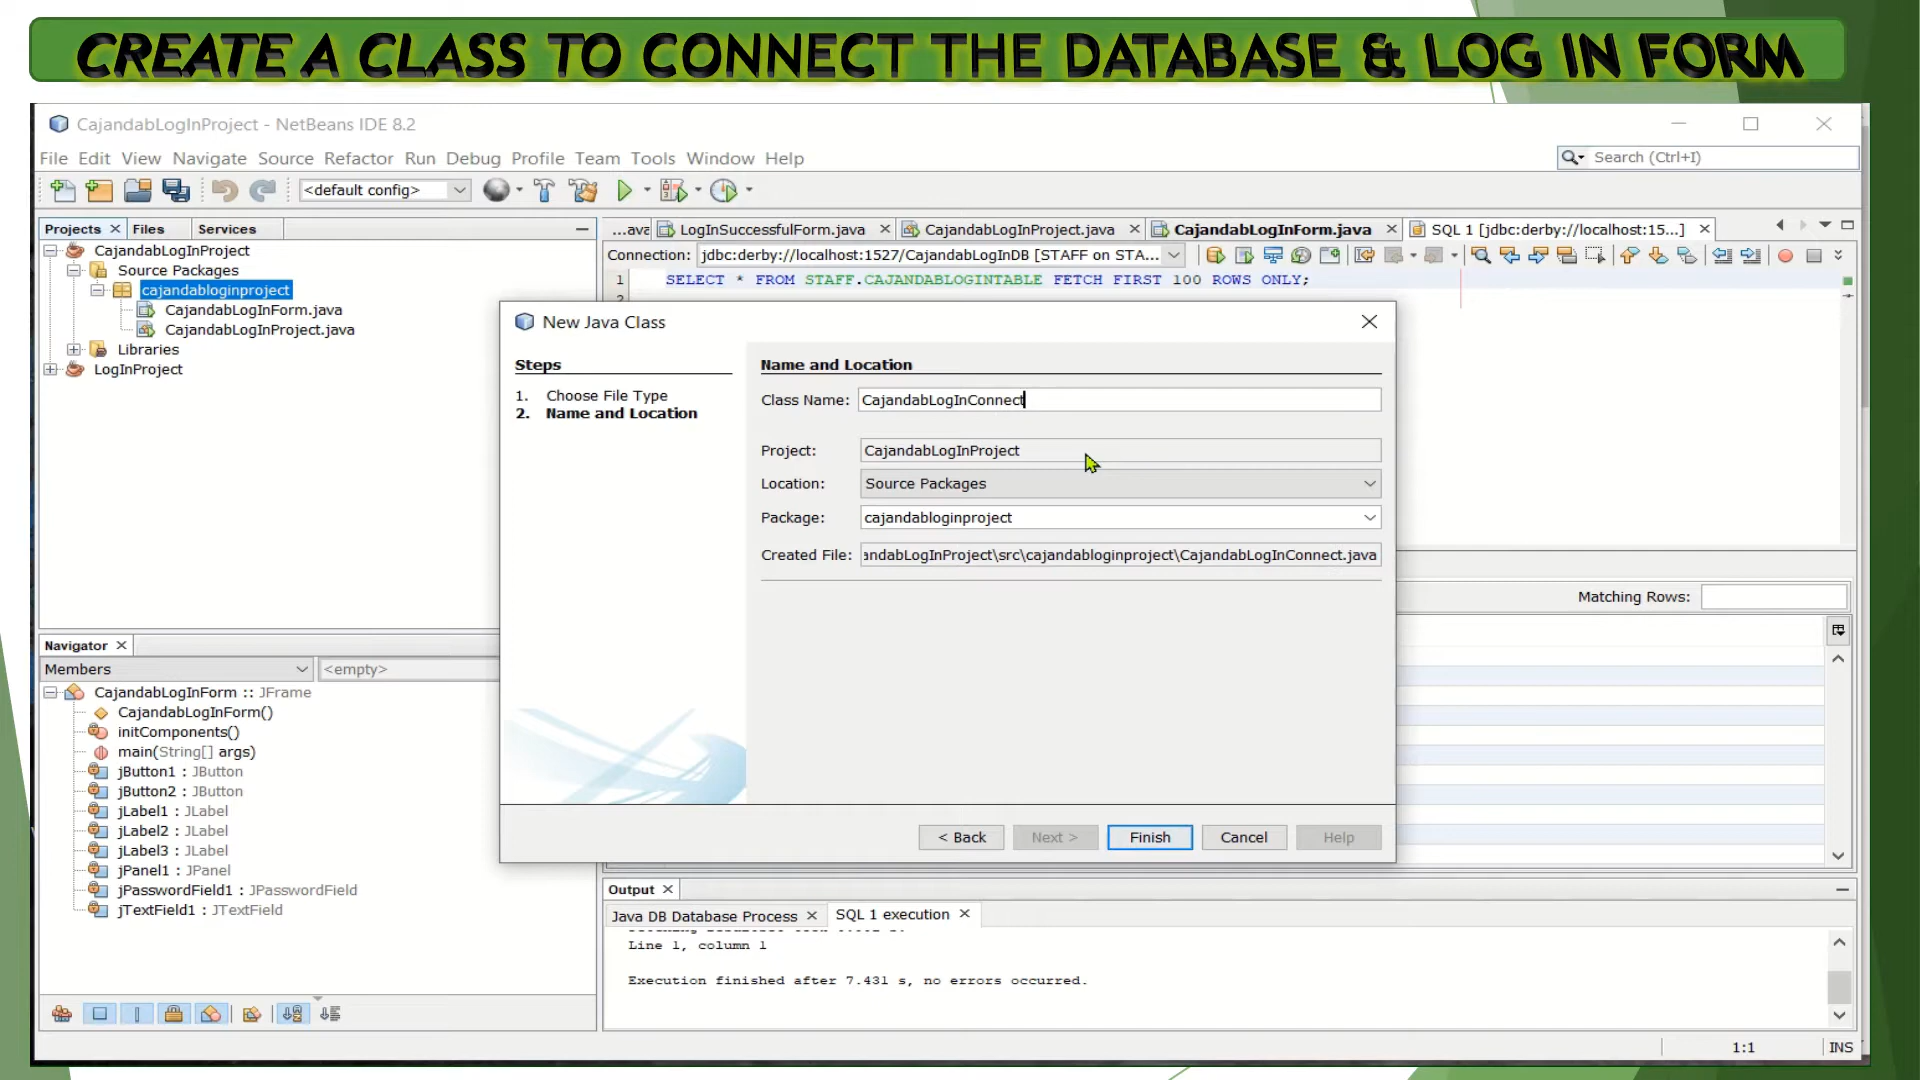 CREATE A CLASS TO CONNECT THE DATABASE & LOG IN FORM
CajandabLogInProject - NetBeans IDE 8.2
File Edit View Navigate Source Refactor Run Debug Profile Team Tools Window Help
Search (Ctrl+I)
<default config>
Projects Files Services
CajandabLogInProject
Source Packages
cajandabloginproject
CajandabLogInForm.java
CajandabLogInProject.java
Libraries
LogInProject
...ava LogInSuccessfulForm.java CajandabLogInProject.java CajandabLogInForm.java SQL 1 [jdbc:derby://localhost:15...]
Connection: jdbc:derby://localhost:1527/CajandabLogInDB [STAFF on STA...
1 SELECT * FROM STAFF.CAJANDABLOGINTABLE FETCH FIRST 100 ROWS ONLY;
2
New Java Class
Steps
1. Choose File Type
2. Name and Location
Name and Location
Class Name: CajandabLogInConnect
Project: CajandabLogInProject
Location: Source Packages
Package: cajandabloginproject
Created File: andabLogInProject\src\cajandabloginproject\CajandabLogInConnect.java
< Back Next > Finish Cancel Help
Matching Rows:
Navigator
Members <empty>
CajandabLogInForm :: JFrame
CajandabLogInForm()
initComponents()
main(String[] args)
jButton1 : JButton
jButton2 : JButton
jLabel1 : JLabel
jLabel2 : JLabel
jLabel3 : JLabel
jPanel1 : JPanel
jPasswordField1 : JPasswordField
jTextField1 : JTextField
Output
Java DB Database Process SQL 1 execution
Line 1, column 1
Execution finished after 7.431 s, no errors occurred.
1:1 INS